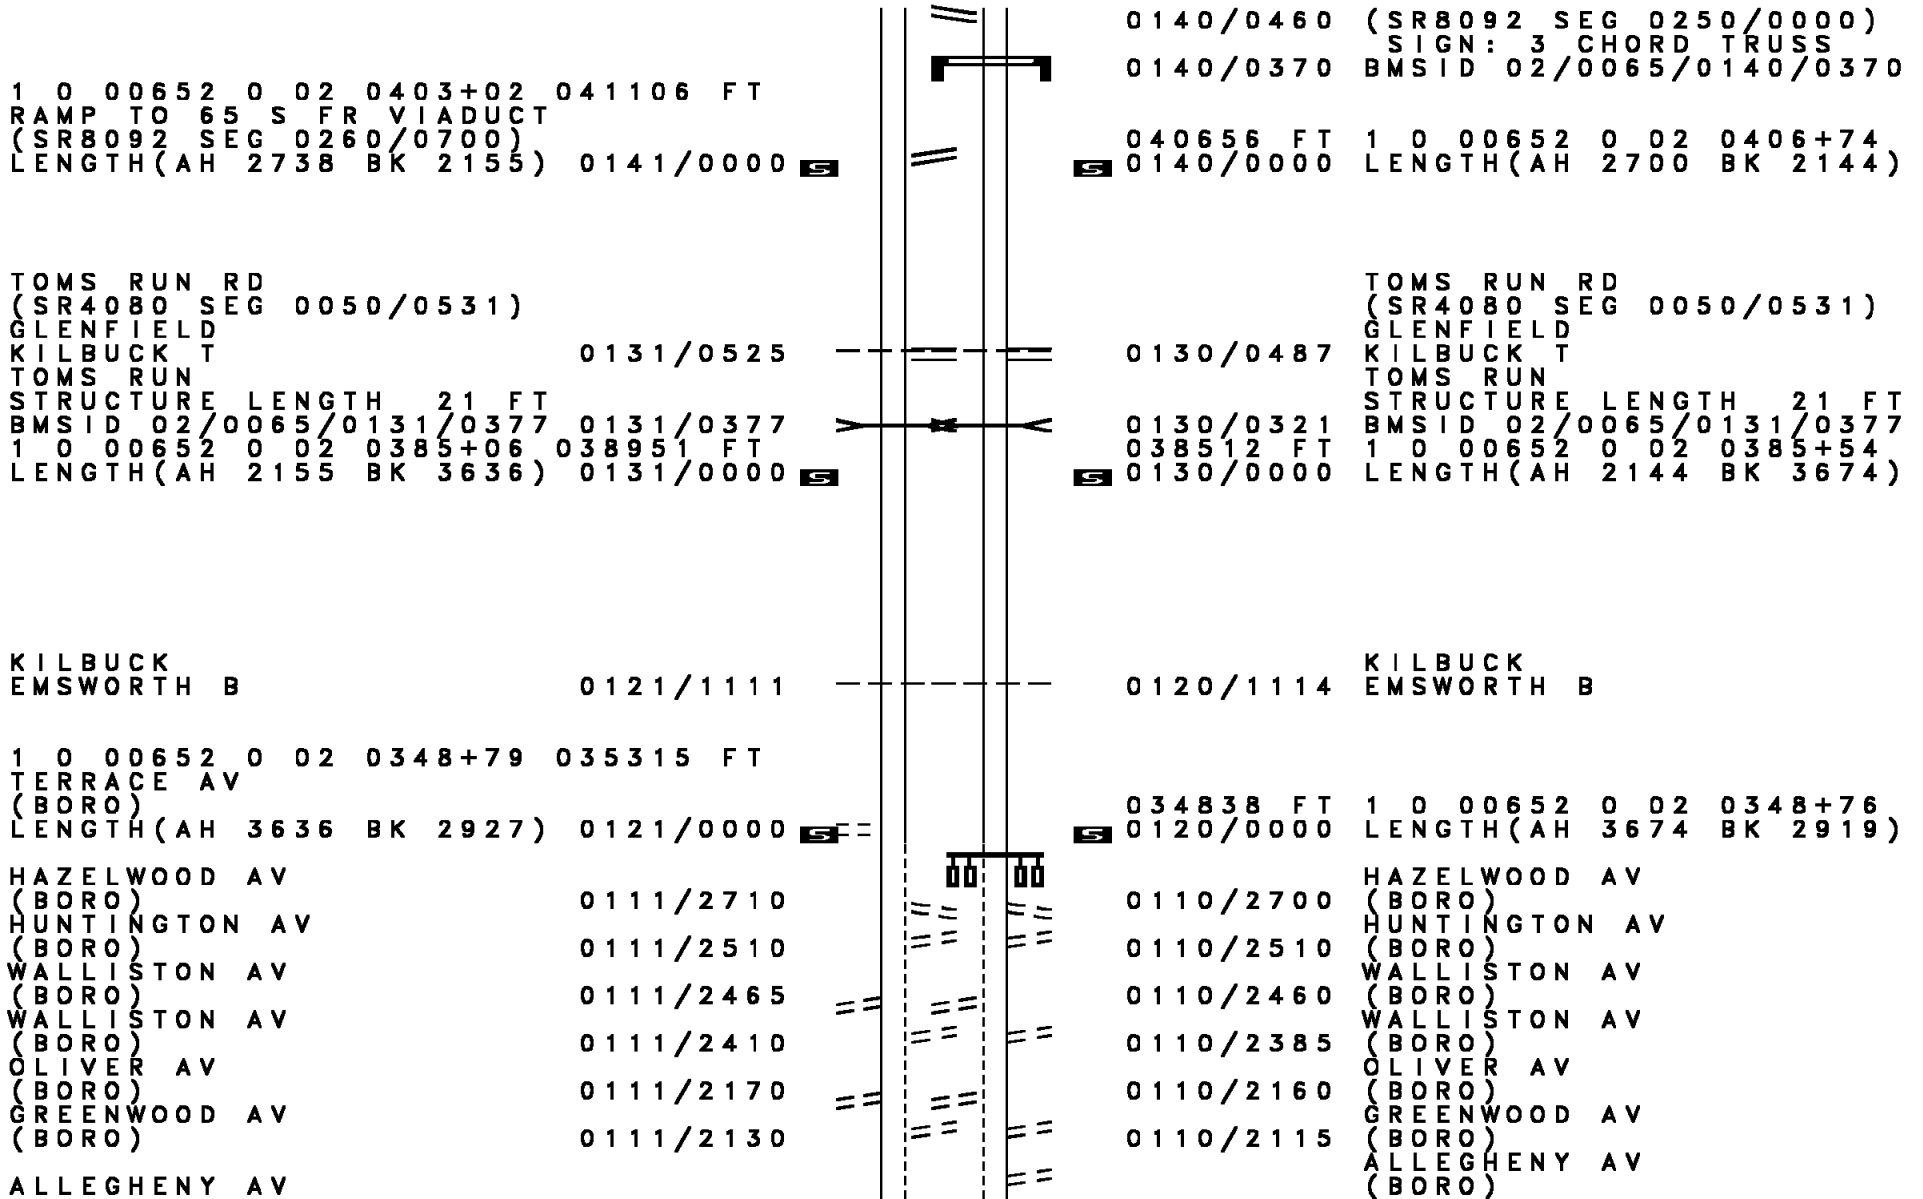 0140/0460 (SR8092 SEG 0250/0000)
SIGN: 3 CHORD TRUSS
0140/0370 BMSID 02/0065/0140/0370
1 0 00652 0 02 0403+02 041106 FT
RAMP TO 65 S FR VIADUCT
(SR8092 SEG 0260/0700)
040656 FT 1 0 00652 0 02 0406+74
LENGTH(AH 2738 BK 2155) 0141/0000 S S 0140/0000 LENGTH(AH 2700 BK 2144)
TOMS RUN RD TOMS RUN RD
(SR4080 SEG 0050/0531) (SR4080 SEG 0050/0531)
GLENFIELD GLENFIELD
KILBUCK T 0131/0525 0130/0487 KILBUCK T
TOMS RUN TOMS RUN
STRUCTURE LENGTH 21 FT STRUCTURE LENGTH 21 FT
BMSID 02/0065/0131/0377 0131/0377 0130/0321 BMSID 02/0065/0131/0377
1 0 00652 0 02 0385+06 038951 FT 038512 FT 1 0 00652 0 02 0385+54
LENGTH(AH 2155 BK 3636) 0131/0000 S S 0130/0000 LENGTH(AH 2144 BK 3674)
KILBUCK KILBUCK
EMSWORTH B 0121/1111 0120/1114 EMSWORTH B
1 0 00652 0 02 0348+79 035315 FT
TERRACE AV
(BORO) 034838 FT 1 0 00652 0 02 0348+76
LENGTH(AH 3636 BK 2927) 0121/0000 S S 0120/0000 LENGTH(AH 3674 BK 2919)
HAZELWOOD AV HAZELWOOD AV
(BORO) 0111/2710 0110/2700 (BORO)
HUNTINGTON AV HUNTINGTON AV
(BORO) 0111/2510 0110/2510 (BORO)
WALLISTON AV WALLISTON AV
(BORO) 0111/2465 0110/2460 (BORO)
WALLISTON AV WALLISTON AV
(BORO) 0111/2410 0110/2385 (BORO)
OLIVER AV OLIVER AV
(BORO) 0111/2170 0110/2160 (BORO)
GREENWOOD AV GREENWOOD AV
(BORO) 0111/2130 0110/2115 (BORO)
ALLEGHENY AV
ALLEGHENY AV (BORO)